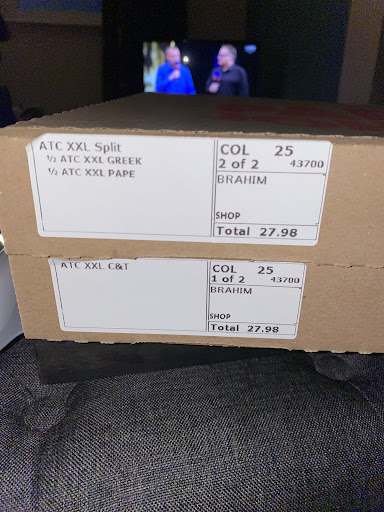 ATC XXL Split
½ ATC XXL GREEK
½ ATC XXL PAPE
COL 25
2 of 2 43700
BRAHIM
SHOP
Total 27.98
ATC XXL C&T
COL 25
1 of 2 43700
BRAHIM
SHOP
Total 27.98